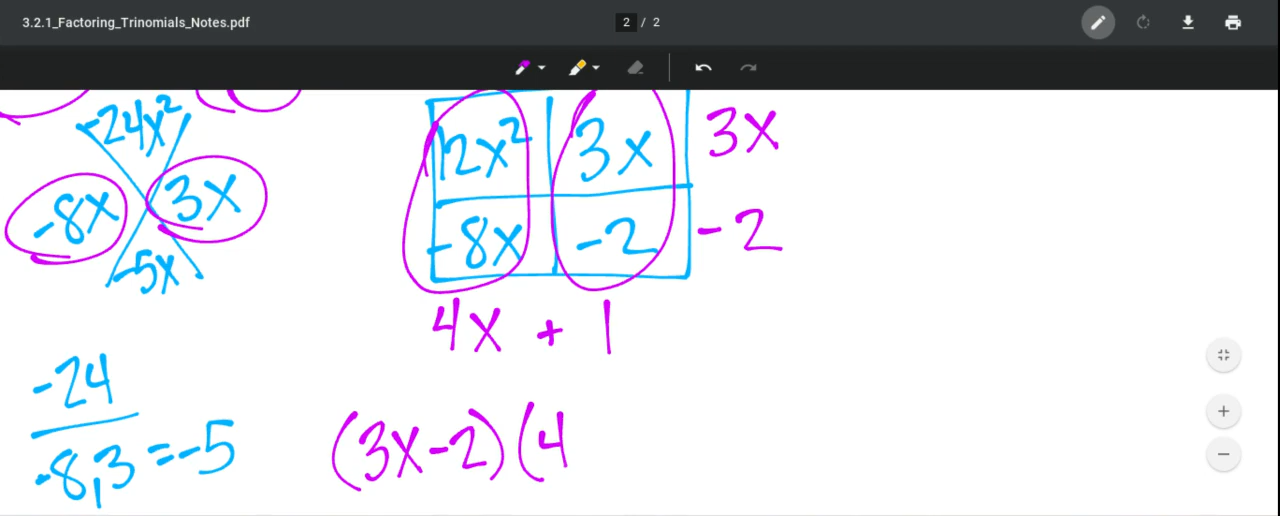 3.2.1_Factoring_Trinomials_Notes.pdf
2 / 2
-24x²
-8x 3x
-5x
12x² 3x 3x
-8x -2 -2
4x + 1
-24
-8,3 = -5
(3x-2)(4